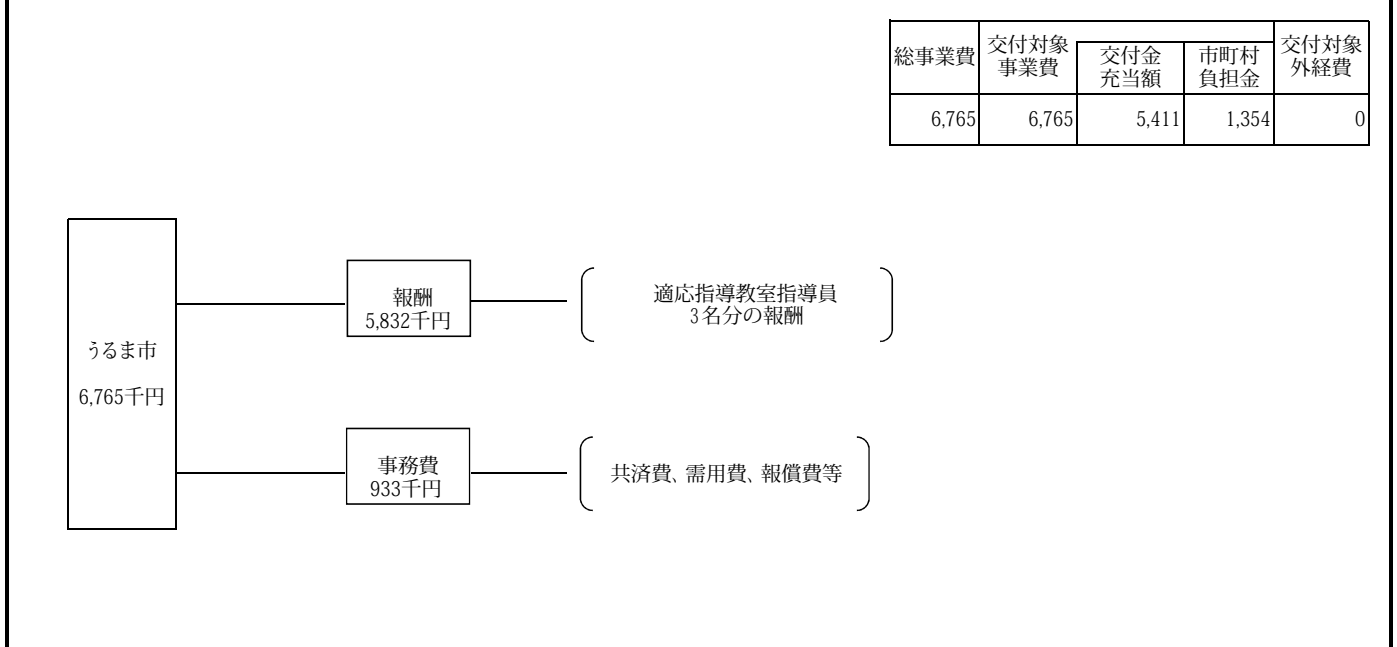 総事業費
交付対象
事業費
交付金
充当額
市町村
負担金
交付対象
外経費
6,765
6,765
5,411
1,354
0
うるま市
6,765千円
報酬
5,832千円
適応指導教室指導員
3名分の報酬
事務費
933千円
共済費、需用費、報償費等